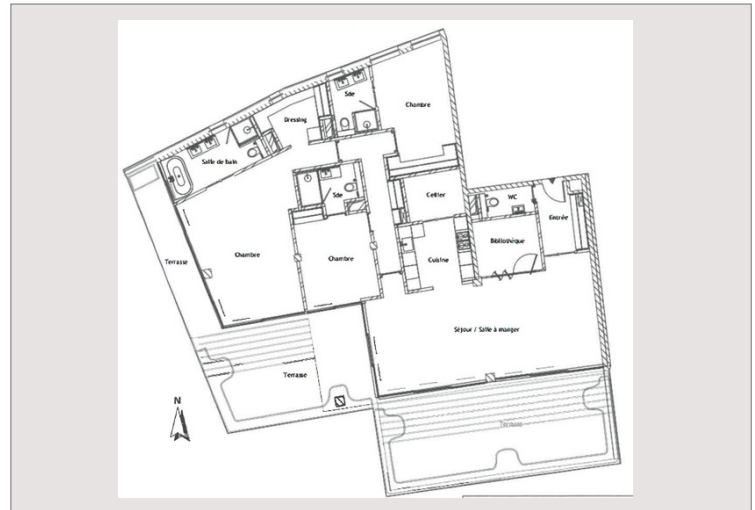 Sde
Chambre
Dressing
Salle de bain
Sde
Cellier
WC
Entrée
Bibliothèque
Terrasse
Chambre
Chambre
Cuisine
Séjour / Salle à manger
Terrasse
N
Terrasse